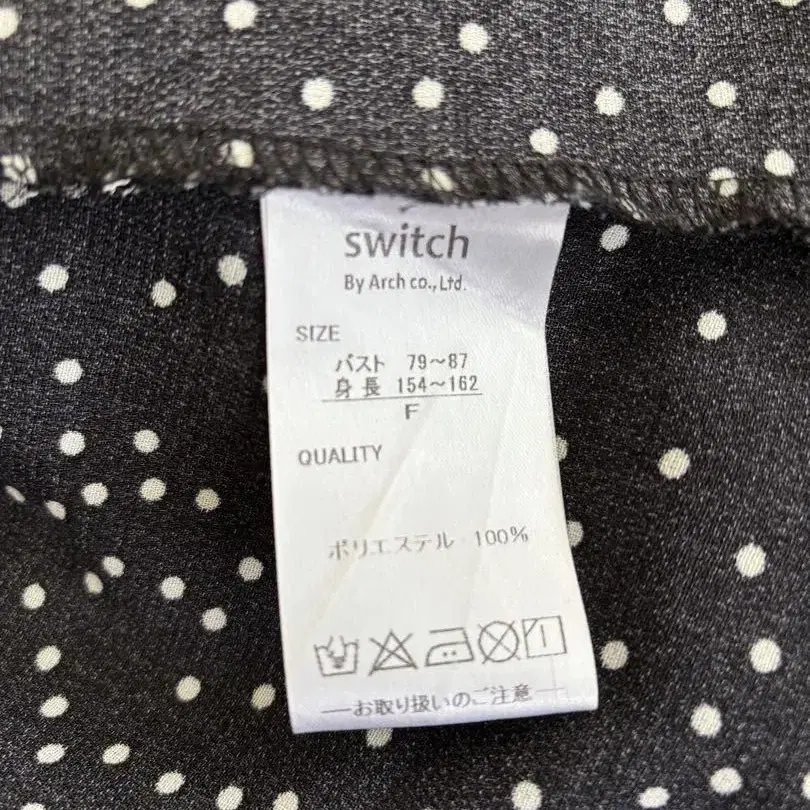 switch
By Arch co.,Ltd.
SIZE
バスト 79～87
身長 154～162
F
QUALITY
ポリエステル 100%
お取り扱いのご注意